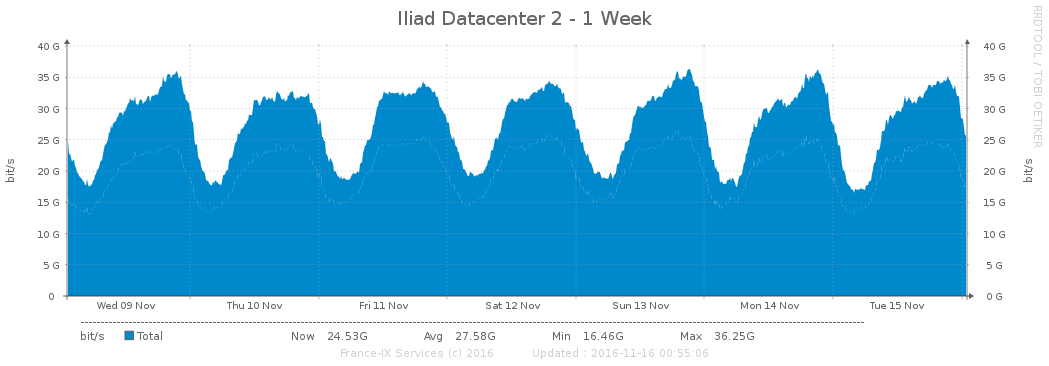 Iliad Datacenter 2 - 1 Week
RRDTOOL / TOBI OETIKER
40 G 40 G
35 G 35 G
30 G 30 G
25 G 25 G
20 G 20 G
15 G 15 G
10 G 10 G
5 G 5 G
0 0 G
bit/s bit/s
Wed 09 Nov Thu 10 Nov Fri 11 Nov Sat 12 Nov Sun 13 Nov Mon 14 Nov Tue 15 Nov
bit/s Total Now 24.53G Avg 27.58G Min 16.46G Max 36.25G
France-IX Services (c) 2016 Updated : 2016-11-16 00:55:06